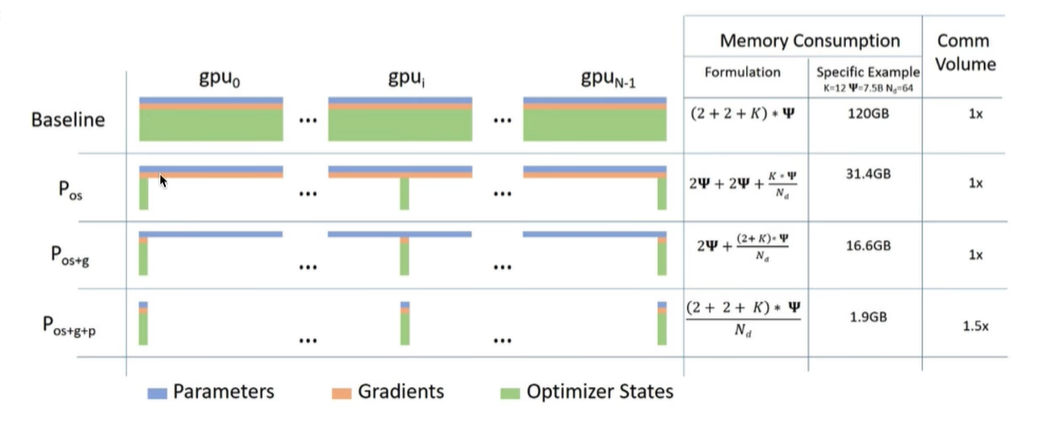 Memory Consumption
Comm Volume
gpu0 gpui gpuN-1
Formulation
Specific Example
K=12 Ψ=7.5B Nd=64
Baseline ... ... (2 + 2 + K) * Ψ 120GB 1x
Pos ... ... 2Ψ + 2Ψ + K * Ψ / Nd 31.4GB 1x
Pos+g ... ... 2Ψ + (2+ K)* Ψ / Nd 16.6GB 1x
Pos+g+p ... ... (2 + 2 + K) * Ψ / Nd 1.9GB 1.5x
Parameters Gradients Optimizer States